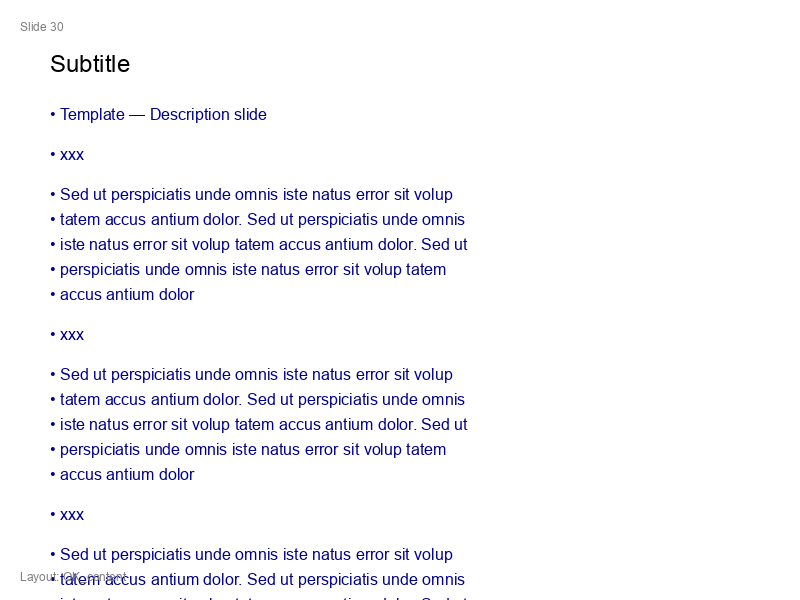 Slide 30
Subtitle
• Template — Description slide
• xxx
• Sed ut perspiciatis unde omnis iste natus error sit volup
• tatem accus antium dolor. Sed ut perspiciatis unde omnis
• iste natus error sit volup tatem accus antium dolor. Sed ut
• perspiciatis unde omnis iste natus error sit volup tatem
• accus antium dolor
• xxx
• Sed ut perspiciatis unde omnis iste natus error sit volup
• tatem accus antium dolor. Sed ut perspiciatis unde omnis
• iste natus error sit volup tatem accus antium dolor. Sed ut
• perspiciatis unde omnis iste natus error sit volup tatem
• accus antium dolor
• xxx
• Sed ut perspiciatis unde omnis iste natus error sit volup
Layout: content
• tatem accus antium dolor. Sed ut perspiciatis unde omnis